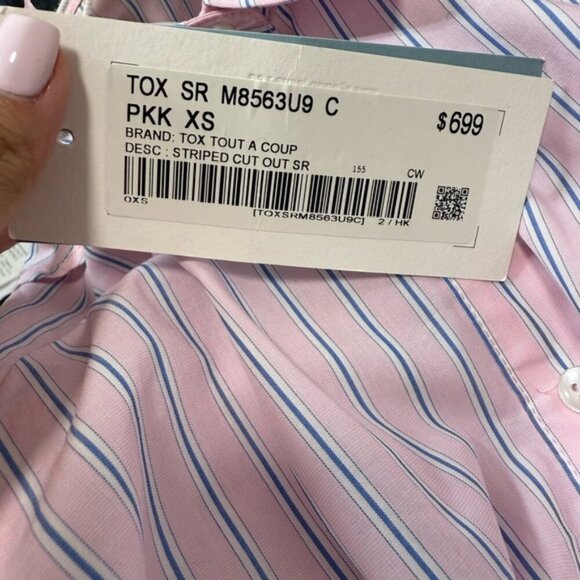 TOX SR M8563U9 C
PKK XS
$699
BRAND: TOX TOUT A COUP
DESC : STRIPED CUT OUT SR
155
CW
0XS
[TOXSRM8563U9C]
2 / HK